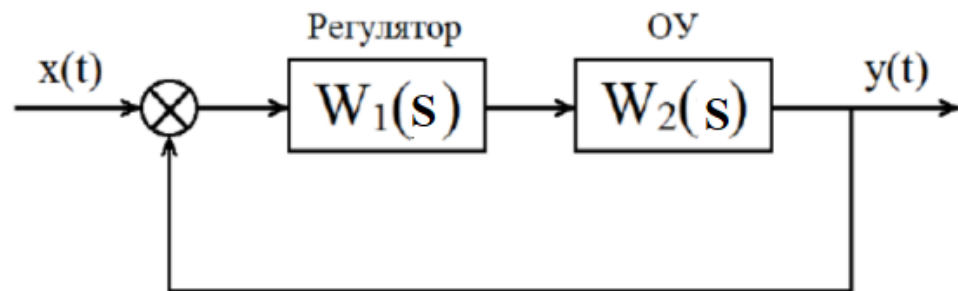 Регулятор
ОУ
x(t)
W₁(s)
W₂(s)
y(t)